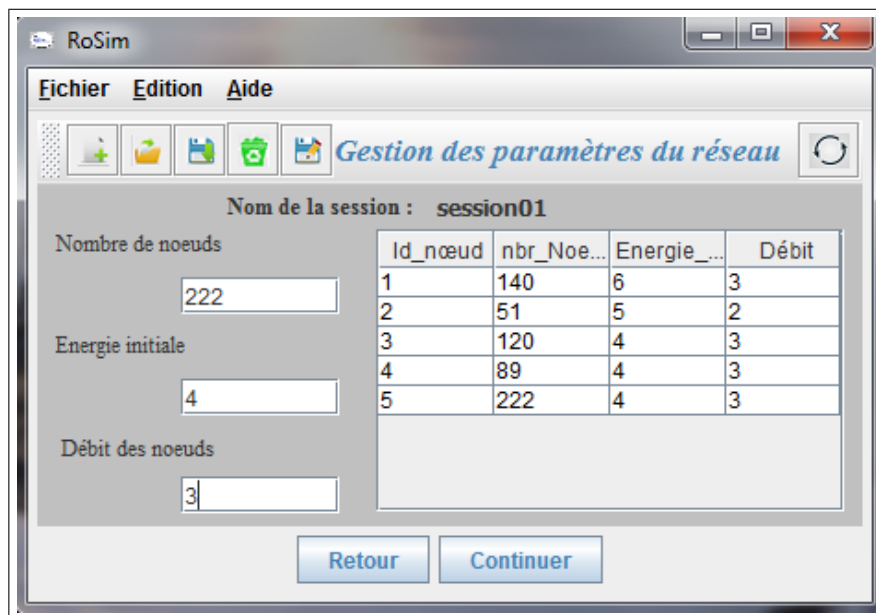 RoSim
Fichier Edition Aide
Gestion des paramètres du réseau
Nom de la session : session01
Nombre de noeuds
222
Energie initiale
4
Débit des noeuds
3
Id_nœud nbr_Noe... Energie_... Débit
1 140 6 3
2 51 5 2
3 120 4 3
4 89 4 3
5 222 4 3
Retour Continuer